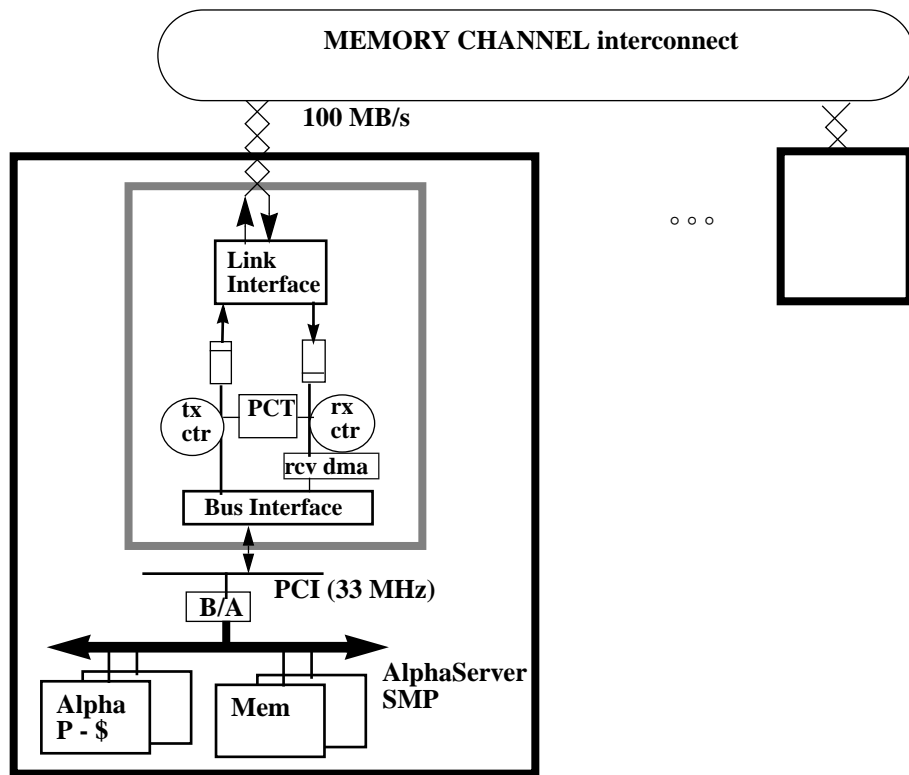 MEMORY CHANNEL interconnect
100 MB/s
Link
Interface
tx
ctr
PCT
rx
ctr
rcv dma
Bus Interface
PCI (33 MHz)
B/A
AlphaServer
SMP
Alpha
P - $
Mem